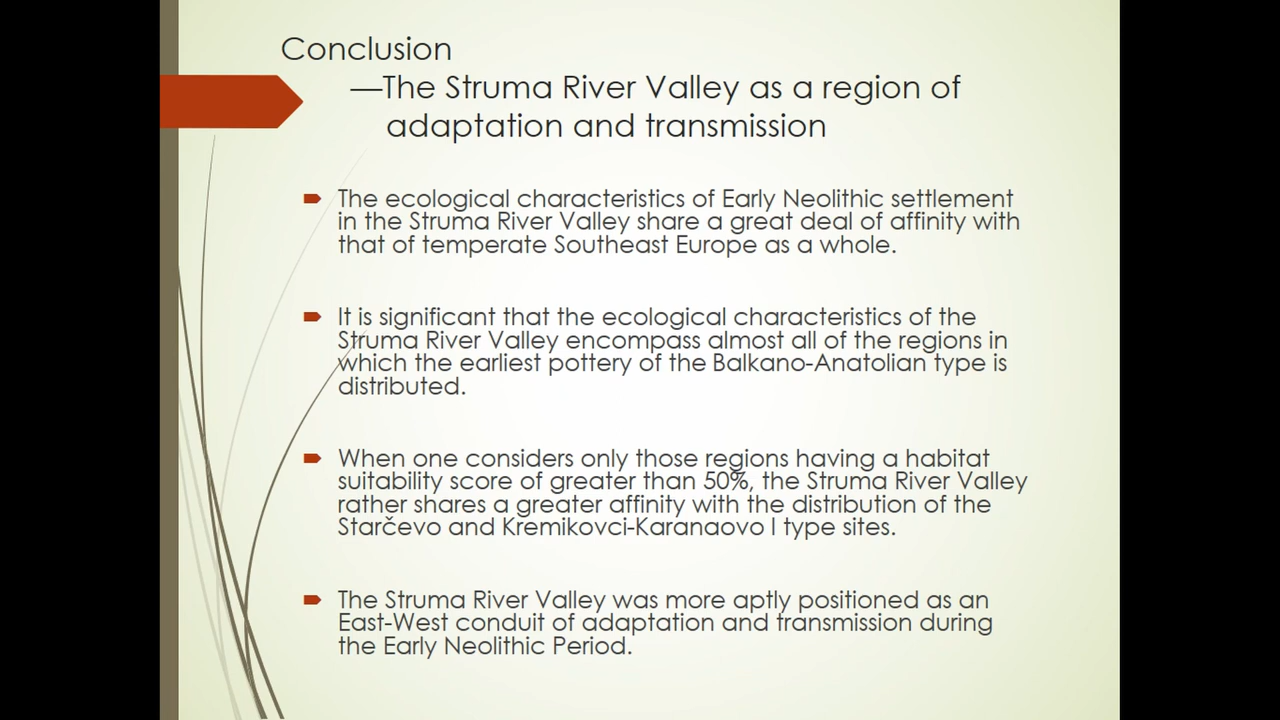 Conclusion
—The Struma River Valley as a region of
adaptation and transmission
The ecological characteristics of Early Neolithic settlement
in the Struma River Valley share a great deal of affinity with
that of temperate Southeast Europe as a whole.
It is significant that the ecological characteristics of the
Struma River Valley encompass almost all of the regions in
which the earliest pottery of the Balkano-Anatolian type is
distributed.
When one considers only those regions having a habitat
suitability score of greater than 50%, the Struma River Valley
rather shares a greater affinity with the distribution of the
Starčevo and Kremikovci-Karanaovo I type sites.
The Struma River Valley was more aptly positioned as an
East-West conduit of adaptation and transmission during
the Early Neolithic Period.